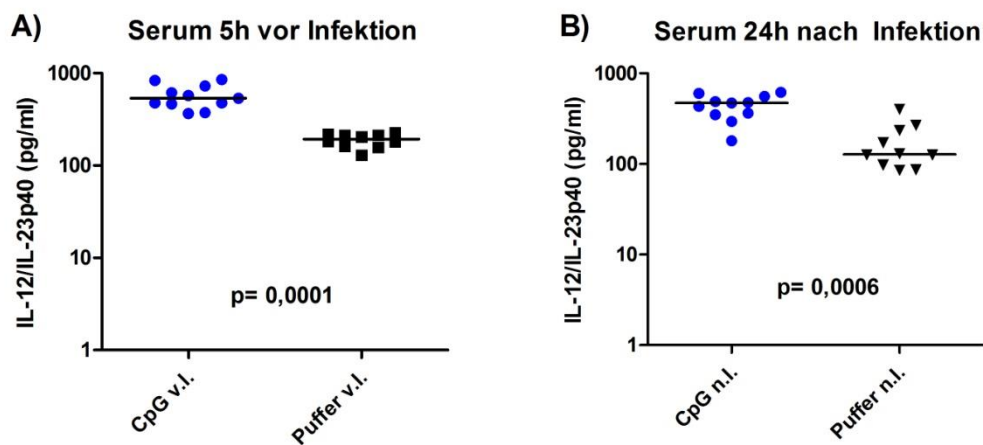 A) Serum 5h vor Infektion
IL-12/IL-23p40 (pg/ml)
1000
100
10
1
p= 0,0001
CpG v.I.
Puffer v.I.
B) Serum 24h nach Infektion
IL-12/IL-23p40 (pg/ml)
1000
100
10
1
p= 0,0006
CpG n.I.
Puffer n.I.